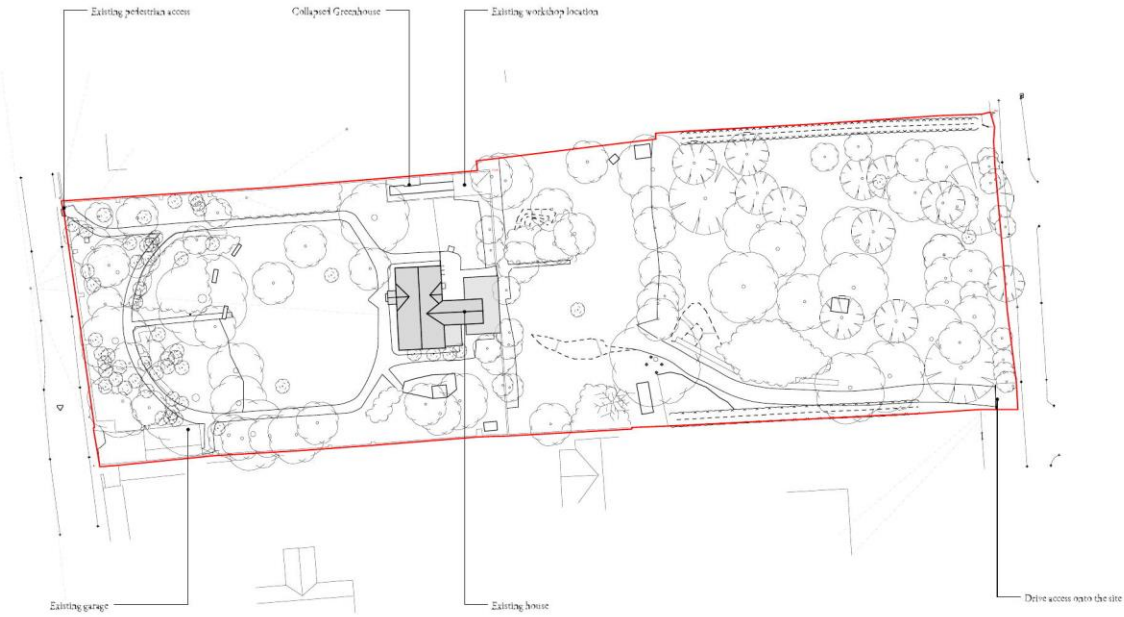 Existing pedestrian access
Collapsed Greenhouse
Existing workshop location
Existing garage
Existing house
Drive access onto the site